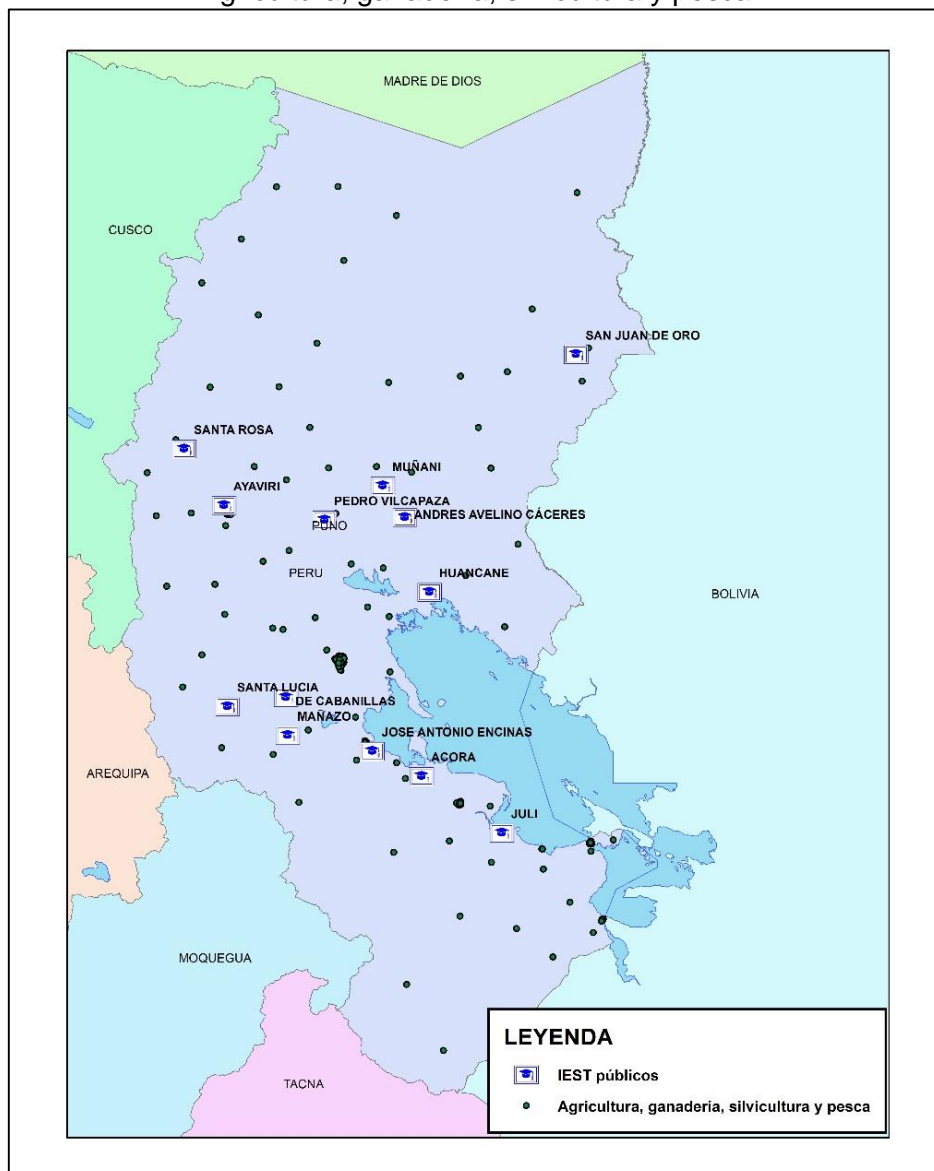 Agricultura, ganadería, silvicultura y pesca
MADRE DE DIOS
CUSCO
SAN JUAN DE ORO
SANTA ROSA
MUÑANI
AYAVIRI
PEDRO VILCAPAZA
ANDRES AVELINO CÁCERES
PUNO
PERU
HUANCANE
BOLIVIA
SANTA LUCIA
DE CABANILLAS
MAÑAZO
JOSE ANTONIO ENCINAS
ACORA
AREQUIPA
JULI
MOQUEGUA
TACNA
LEYENDA
IEST públicos
Agricultura, ganaderia, silvicultura y pesca